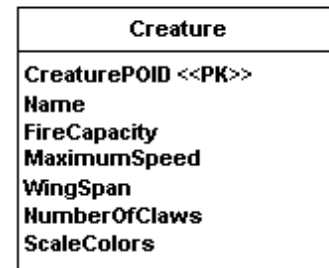 Creature
CreaturePOID <<PK>>
Name
FireCapacity
MaximumSpeed
WingSpan
NumberOfClaws
ScaleColors